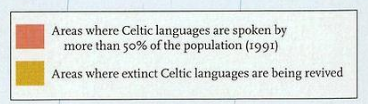 Areas where Celtic languages are spoken by
more than 50% of the population (1991)
Areas where extinct Celtic languages are being revived